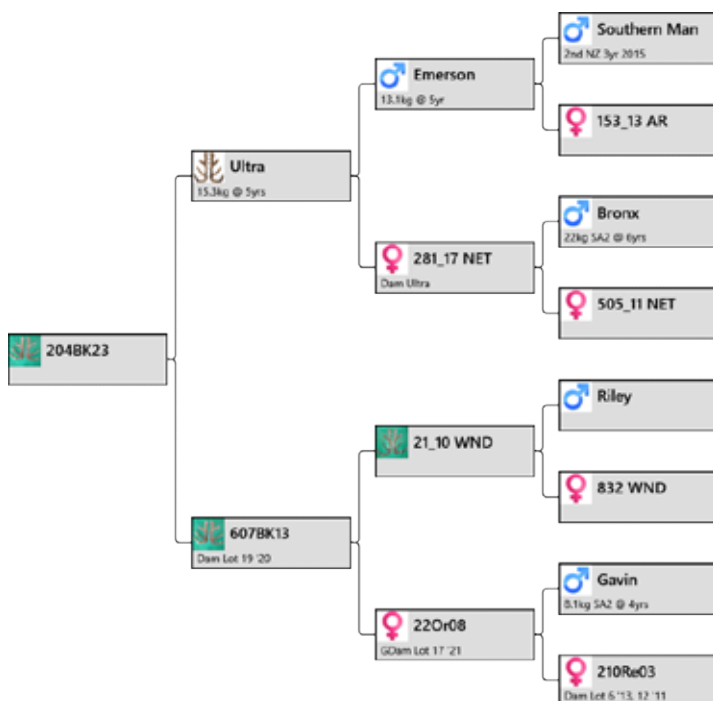 Southern Man
2nd NZ 3yr 2015
Emerson
13.1kg @ 5yr
153_13 AR
Ultra
15.3kg @ 5yrs
Bronx
22kg SA2 @ 6yrs
281_17 NET
Dam Ultra
505_11 NET
204BK23
Riley
21_10 WND
832 WND
607BK13
Dam Lot 19 '20
Gavin
8.1kg SA2 @ 4yrs
22Or08
GDam Lot 17 '21
210Re03
Dam Lot 6 '13, 12 '11